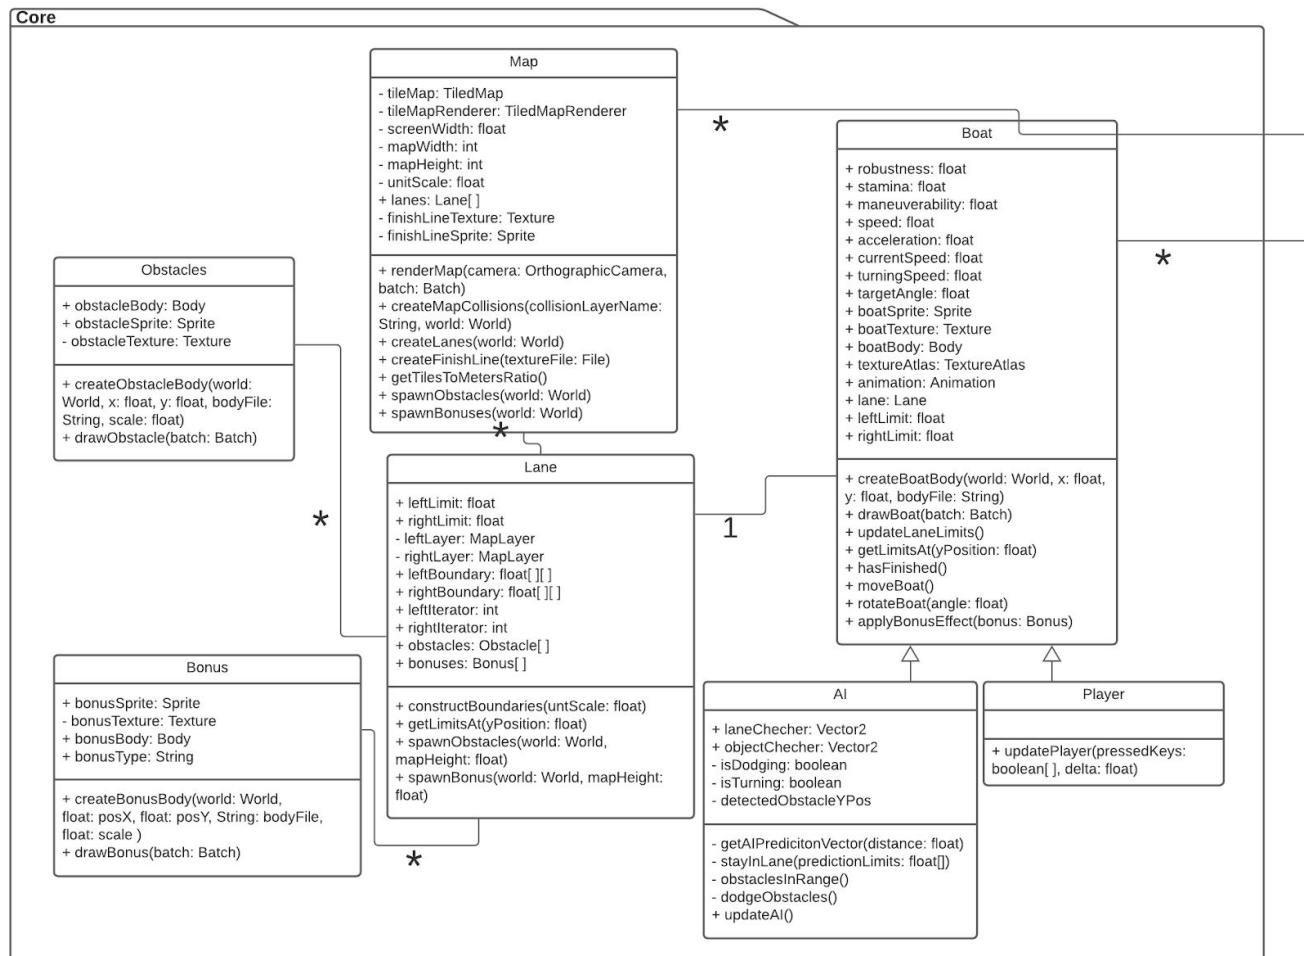 Core
Map
- tileMap: TiledMap
- tileMapRenderer: TiledMapRenderer
- screenWidth: float
- mapWidth: int
- mapHeight: int
- unitScale: float
+ lanes: Lane[ ]
- finishLineTexture: Texture
- finishLineSprite: Sprite
+ renderMap(camera: OrthographicCamera,
batch: Batch)
+ createMapCollisions(collisionLayerName:
String, world: World)
+ createLanes(world: World)
+ createFinishLine(textureFile: File)
+ getTilesToMetersRatio()
+ spawnObstacles(world: World)
+ spawnBonuses(world: World)
*
*
Boat
+ robustness: float
+ stamina: float
+ maneuverability: float
+ speed: float
+ acceleration: float
+ currentSpeed: float
+ turningSpeed: float
+ targetAngle: float
+ boatSprite: Sprite
+ boatTexture: Texture
+ boatBody: Body
+ textureAtlas: TextureAtlas
+ animation: Animation
+ lane: Lane
+ leftLimit: float
+ rightLimit: float
+ createBoatBody(world: World, x: float,
y: float, bodyFile: String)
+ drawBoat(batch: Batch)
+ updateLaneLimits()
+ getLimitsAt(yPosition: float)
+ hasFinished()
+ moveBoat()
+ rotateBoat(angle: float)
+ applyBonusEffect(bonus: Bonus)
*
Obstacles
+ obstacleBody: Body
+ obstacleSprite: Sprite
- obstacleTexture: Texture
+ createObstacleBody(world:
World, x: float, y: float, bodyFile:
String, scale: float)
+ drawObstacle(batch: Batch)
*
Lane
+ leftLimit: float
+ rightLimit: float
- leftLayer: MapLayer
- rightLayer: MapLayer
+ leftBoundary: float[ ][ ]
+ rightBoundary: float[ ][ ]
+ leftIterator: int
+ rightIterator: int
+ obstacles: Obstacle[ ]
+ bonuses: Bonus[ ]
+ constructBoundaries(untScale: float)
+ getLimitsAt(yPosition: float)
+ spawnObstacles(world: World,
mapHeight: float)
+ spawnBonus(world: World, mapHeight:
float)
1
Bonus
+ bonusSprite: Sprite
- bonusTexture: Texture
+ bonusBody: Body
+ bonusType: String
+ createBonusBody(world: World,
float: posX, float: posY, String: bodyFile,
float: scale )
+ drawBonus(batch: Batch)
*
AI
+ laneChecher: Vector2
+ objectChecher: Vector2
- isDodging: boolean
- isTurning: boolean
- detectedObstacleYPos
- getAIPredicitonVector(distance: float)
- stayInLane(predictionLimits: float[])
- obstaclesInRange()
- dodgeObstacles()
+ updateAI()
Player
+ updatePlayer(pressedKeys:
boolean[ ], delta: float)